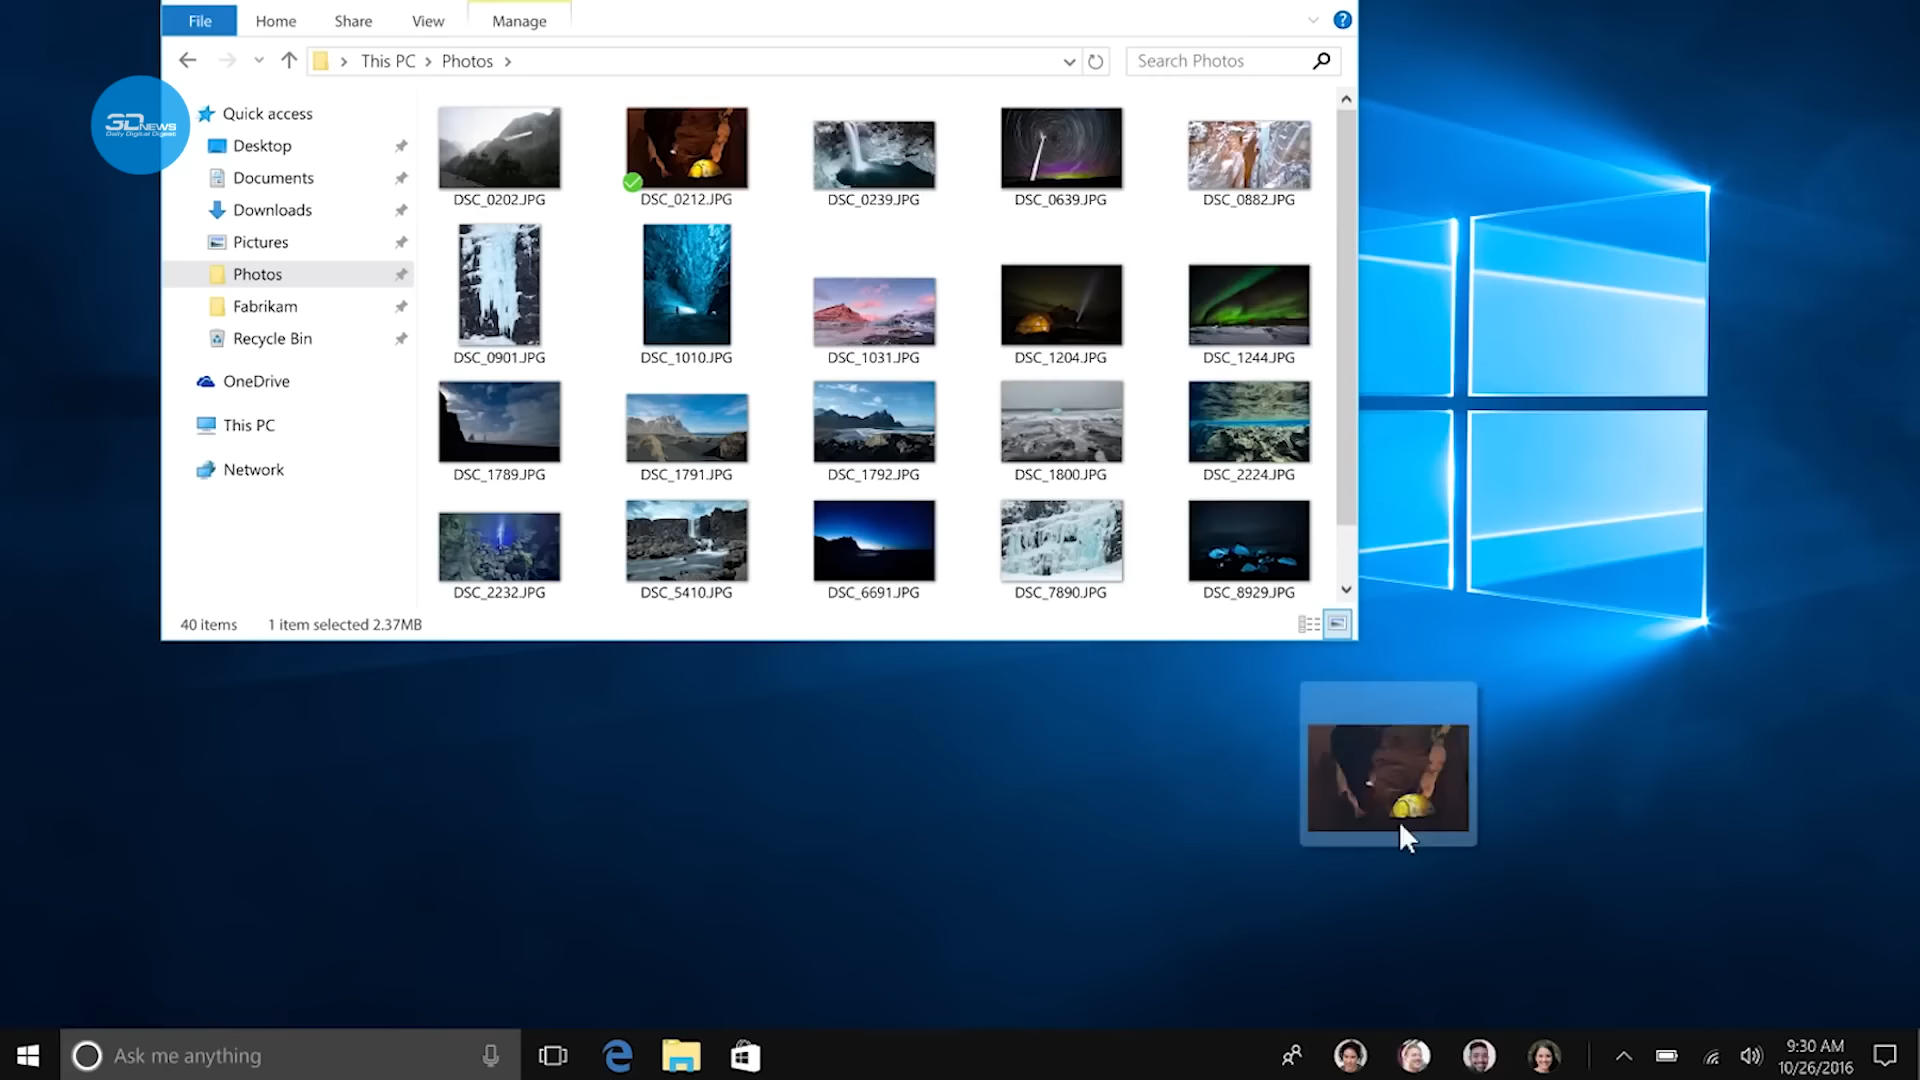 File Home Share View Manage ?
This PC > Photos >
Search Photos
3DNEWS
Daily Digital Digest
Quick access
Desktop
Documents
Downloads
Pictures
Photos
Fabrikam
Recycle Bin
OneDrive
This PC
Network
DSC_0202.JPG DSC_0212.JPG DSC_0239.JPG DSC_0639.JPG DSC_0882.JPG
DSC_0901.JPG DSC_1010.JPG DSC_1031.JPG DSC_1204.JPG DSC_1244.JPG
DSC_1789.JPG DSC_1791.JPG DSC_1792.JPG DSC_1800.JPG DSC_2224.JPG
DSC_2232.JPG DSC_5410.JPG DSC_6691.JPG DSC_7890.JPG DSC_8929.JPG
40 items 1 item selected 2.37MB
Ask me anything
9:30 AM
10/26/2016